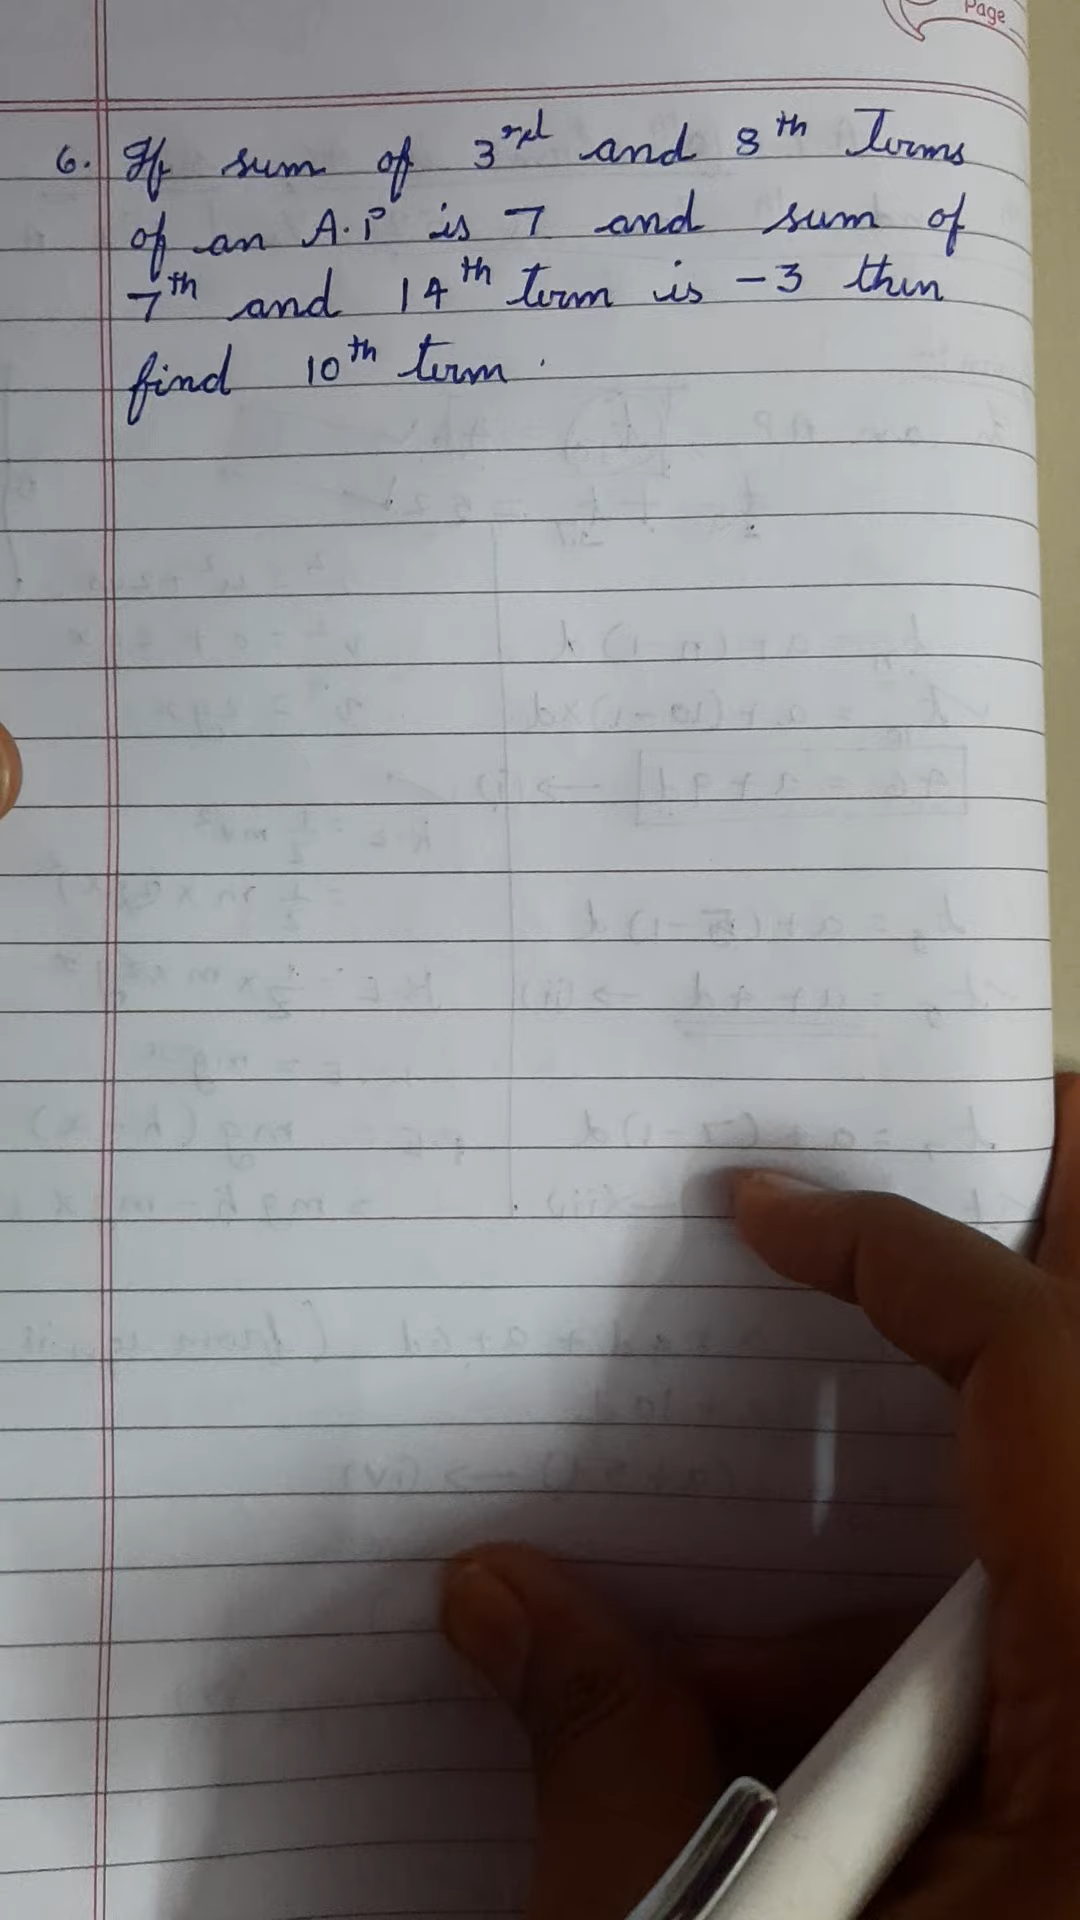 Page
6. If sum of 3rd and 8th Terms
of an A.P is 7 and sum of
7th and 14th term is -3 then
find 10th term.